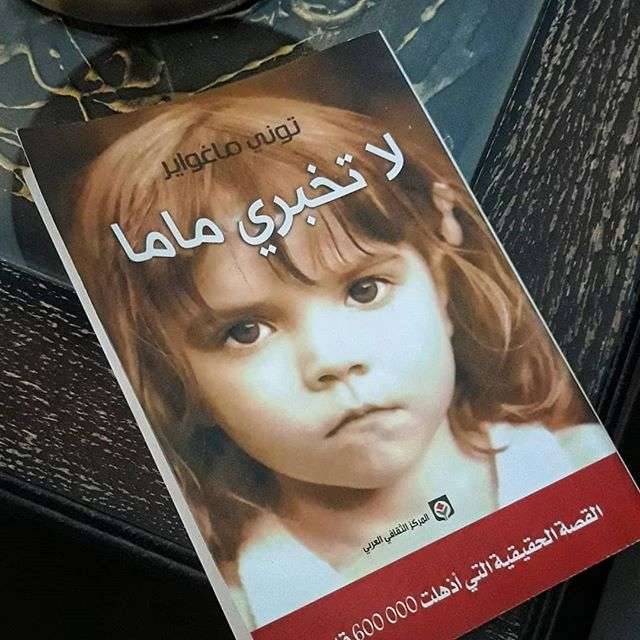 توني ماغواير
لا تخبري ماما
المركز الثقافي العربي
القصة الحقيقية التي أذهلت 600 000